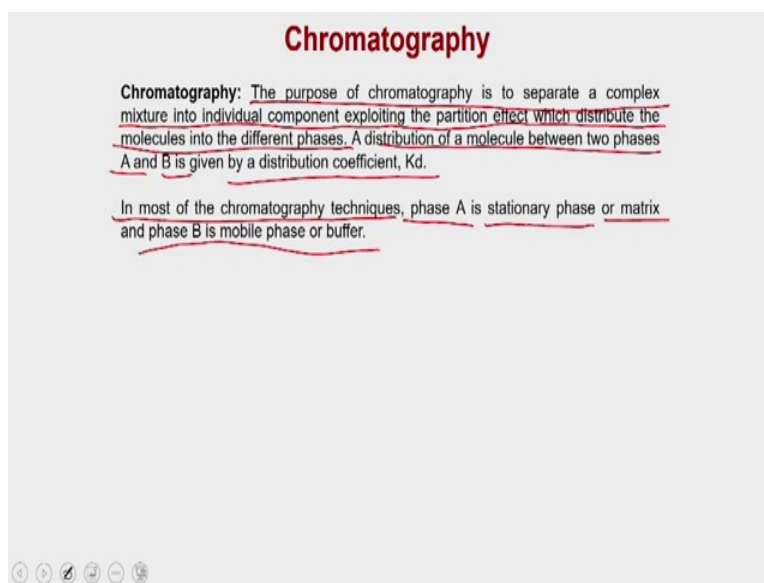 Chromatography
Chromatography: The purpose of chromatography is to separate a complex
mixture into individual component exploiting the partition effect which distribute the
molecules into the different phases. A distribution of a molecule between two phases
A and B is given by a distribution coefficient, Kd.
In most of the chromatography techniques, phase A is stationary phase or matrix
and phase B is mobile phase or buffer.